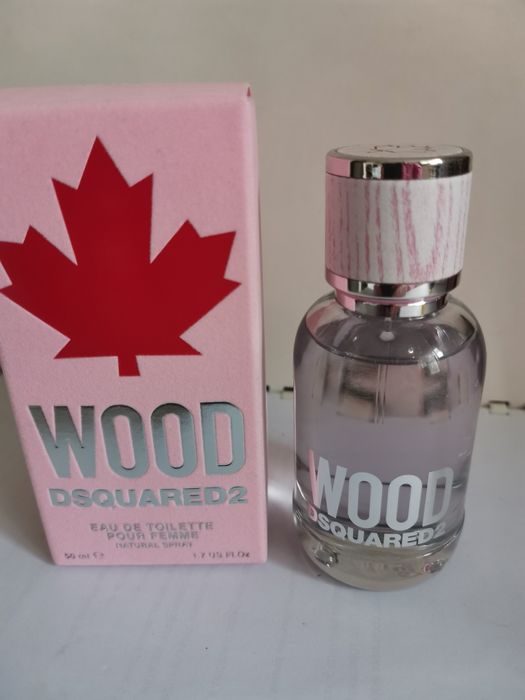 WOOD
DSQUARED2
EAU DE TOILETTE
POUR FEMME
NATURAL SPRAY
50 ml ℮ 1.7 US FL Oz
WOOD
DSQUARED2